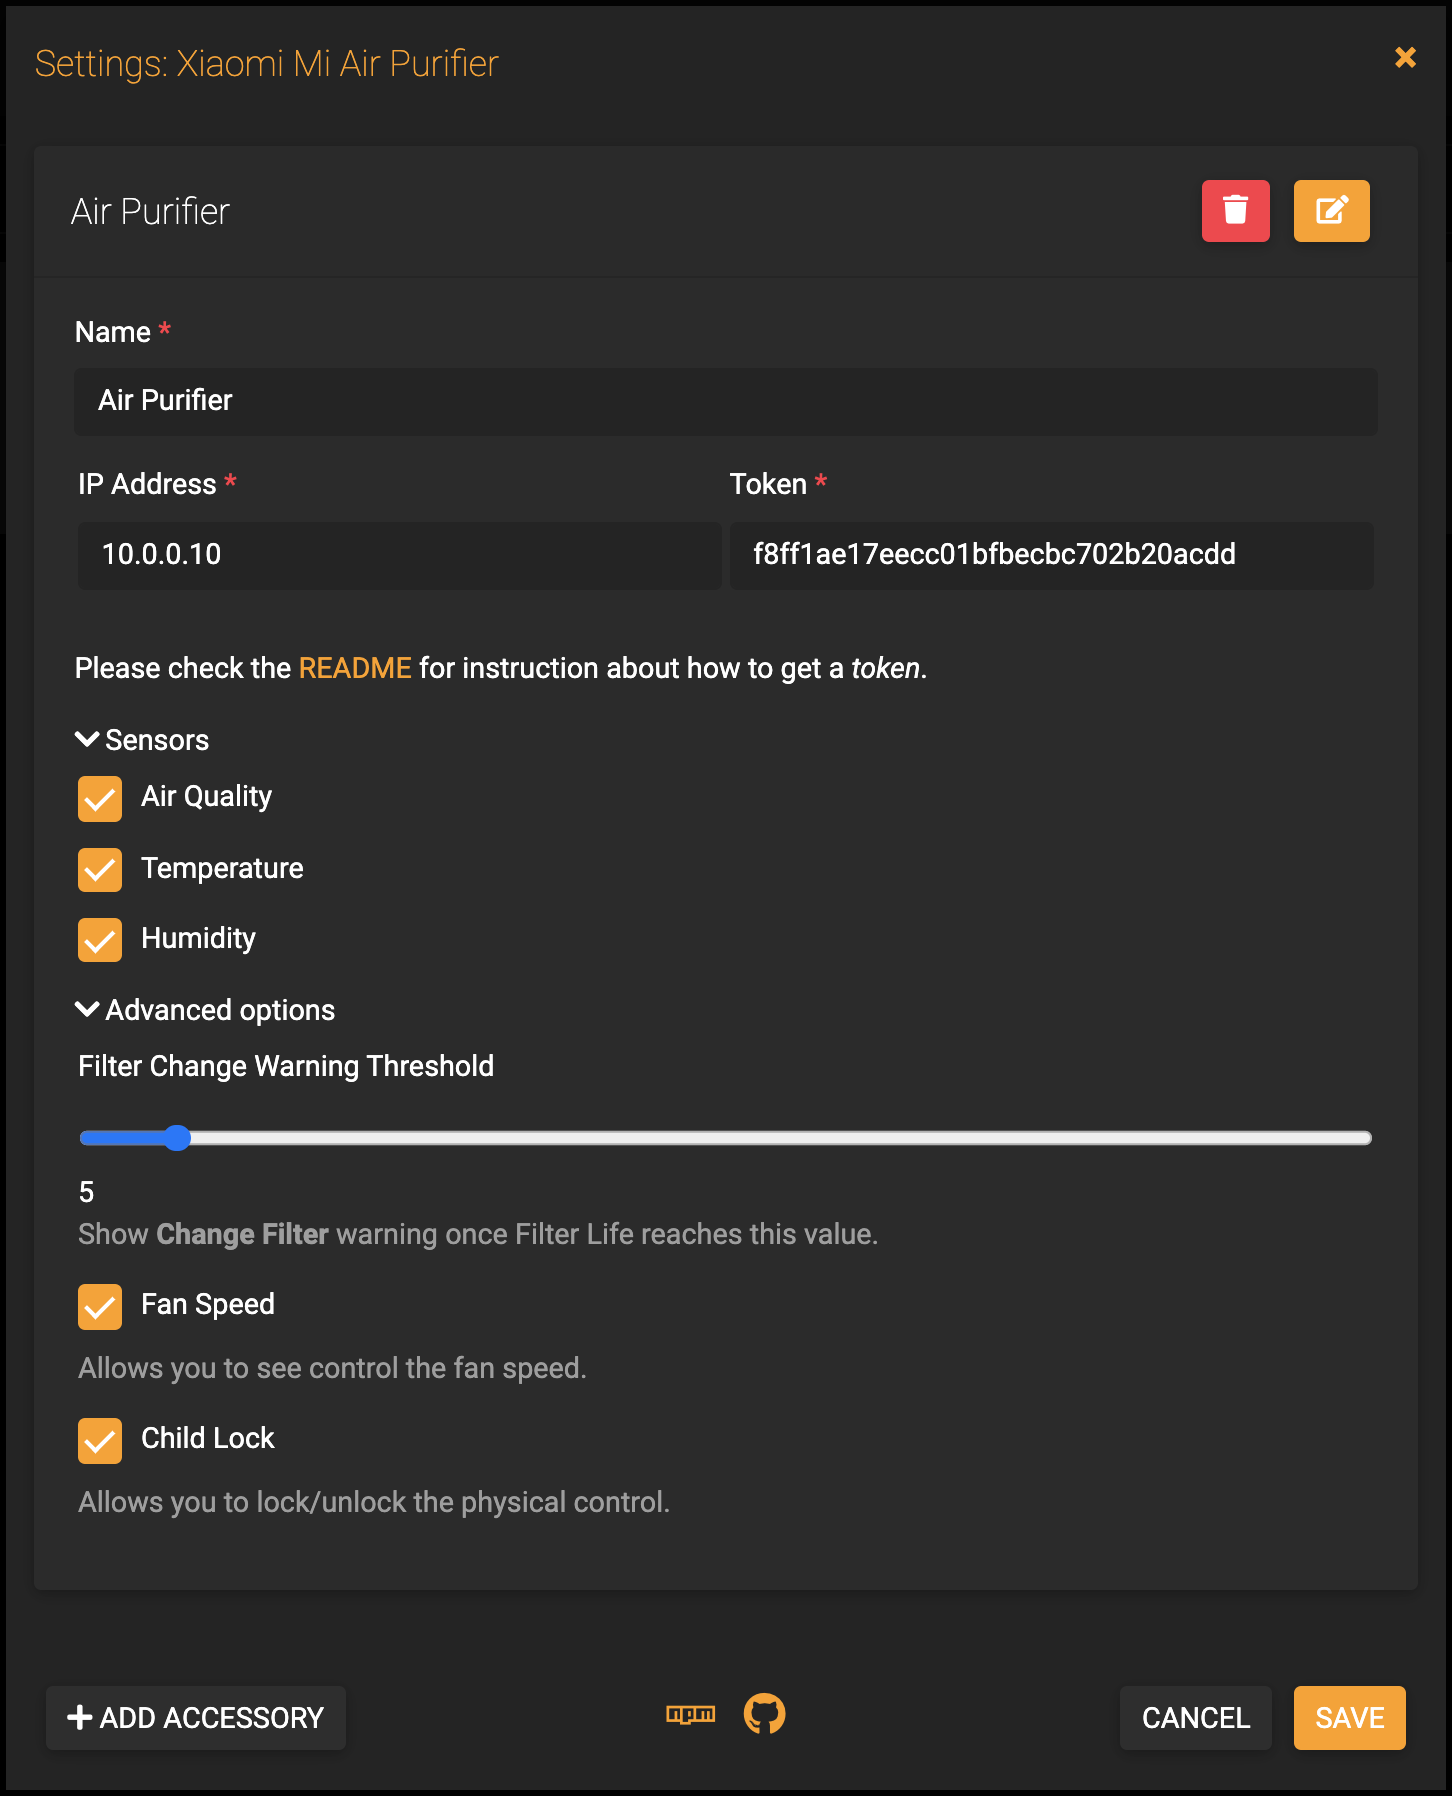 Settings: Xiaomi Mi Air Purifier
Air Purifier
Name *
Air Purifier
IP Address *
Token *
10.0.0.10
f8ff1ae17eecc01bfbecbc702b20acdd
Please check the README for instruction about how to get a token.
Sensors
Air Quality
Temperature
Humidity
Advanced options
Filter Change Warning Threshold
5
Show Change Filter warning once Filter Life reaches this value.
Fan Speed
Allows you to see control the fan speed.
Child Lock
Allows you to lock/unlock the physical control.
ADD ACCESSORY
npm
CANCEL
SAVE